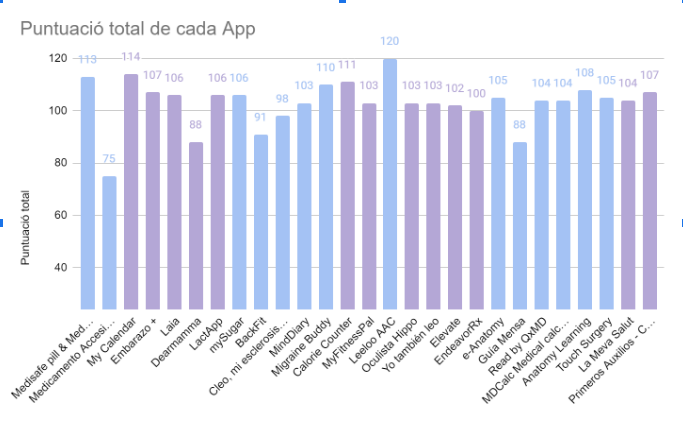 Puntuació total de cada App
Puntuació total
120
100
80
60
40
113
75
114
107
106
88
106
106
91
98
103
110
111
103
120
103
103
102
100
105
88
104
104
108
105
104
107
Medisafe pill & Med...
Medicamento Accesi...
My Calendar
Embarazo +
Laia
Dearmamma
LactApp
mySugar
BackFit
Cleo, mi esclerosis...
MindDiary
Migraine Buddy
Calorie Counter
MyFitnessPal
Leeloo AAC
Oculista Hippo
Yo también leo
Elevate
EndeavorRx
e-Anatomy
Guía Mensa
Read by QxMD
MDCalc Medical calc...
Anatomy Learning
Touch Surgery
La Meva Salut
Primeros Auxilios - C...